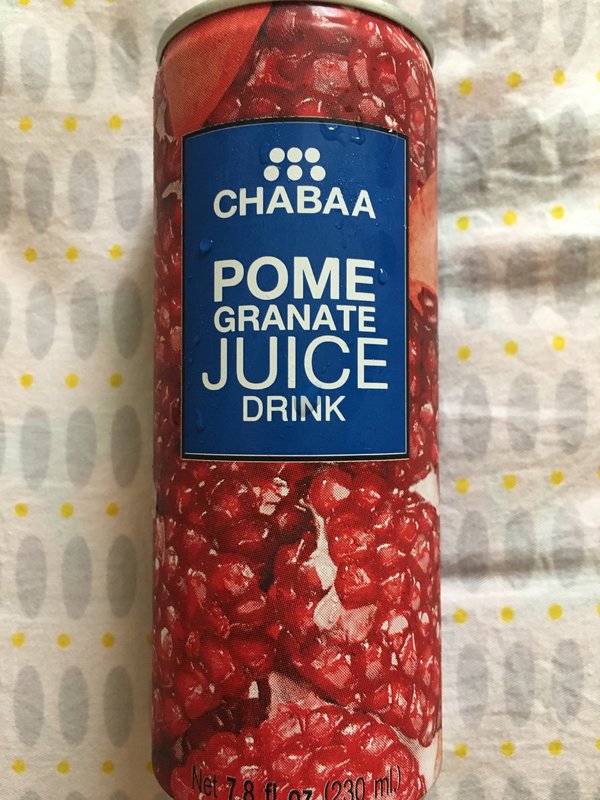 CHABAA
POME
GRANATE
JUICE
DRINK
Net 7.8 fl oz (230 ml.)